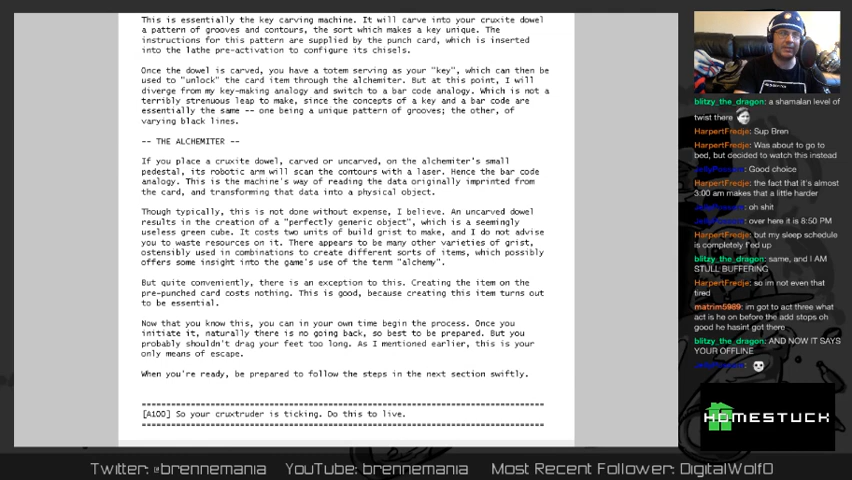 This is essentially the key carving machine. It will carve into your cruxite dowel
a pattern of grooves and contours, the sort which makes a key unique. The
instructions for this pattern are supplied by the punch card, which is inserted
into the lathe pre-activation to configure its chisels.
Once the dowel is carved, you have a totem serving as your "key", which can then be
used to "unlock" the card item through the alchemiter. But at this point, I will
diverge from my key-making analogy and switch to a bar code analogy. Which is not a
terribly strenuous leap to make, since the concepts of a key and a bar code are
essentially the same -- one being a unique pattern of grooves; the other, of
varying black lines.
-- THE ALCHEMITER --
If you place a cruxite dowel, carved or uncarved, on the alchemiter's small
pedestal, its robotic arm will scan the contours with a laser. Hence the bar code
analogy. This is the machine's way of reading the data originally imprinted from
the card, and transforming that data into a physical object.
Though typically, this is not done without expense, I believe. An uncarved dowel
results in the creation of a "perfectly generic object", which is a seemingly
useless green cube. It costs two units of build grist to make, and I do not advise
you to waste resources on it. There appears to be many other varieties of grist,
ostensibly used in combinations to create different sorts of items, which possibly
offers some insight into the game's use of the term "alchemy".
But quite conveniently, there is an exception to this. Creating the item on the
pre-punched card costs nothing. This is good, because creating this item turns out
to be essential.
Now that you know this, you can in your own time begin the process. Once you
initiate it, naturally there is no going back, so best to be prepared. But you
probably shouldn't drag your feet too long. As I mentioned earlier, this is your
only means of escape.
When you're ready, be prepared to follow the steps in the next section swiftly.
[A100] So your cruxtruder is ticking. Do this to live.
blitzy_the_dragon: a shamalan level of
twist there
HarpertFredje: Sup Bren
HarpertFredje: Was about to go to
bed, but decided to watch this instead
Good choice
HarpertFredje: the fact that it's almost
3:00 am makes that a little harder
oh shit
over here it is 8:50 PM
HarpertFredje: but my sleep schedule
is completely f'ed up
blitzy_the_dragon: same, and I AM
STULL BUFFERING
HarpertFredje: so im not even that
tired
matrim5989: im got to act three what
act is he on before the add stops oh
good he hasint got there
blitzy_the_dragon: AND NOW IT SAYS
YOUR OFFLINE
HOMESTUCK
Twitter: @brennemania YouTube: brennemania Most Recent Follower: DigitalWolf0